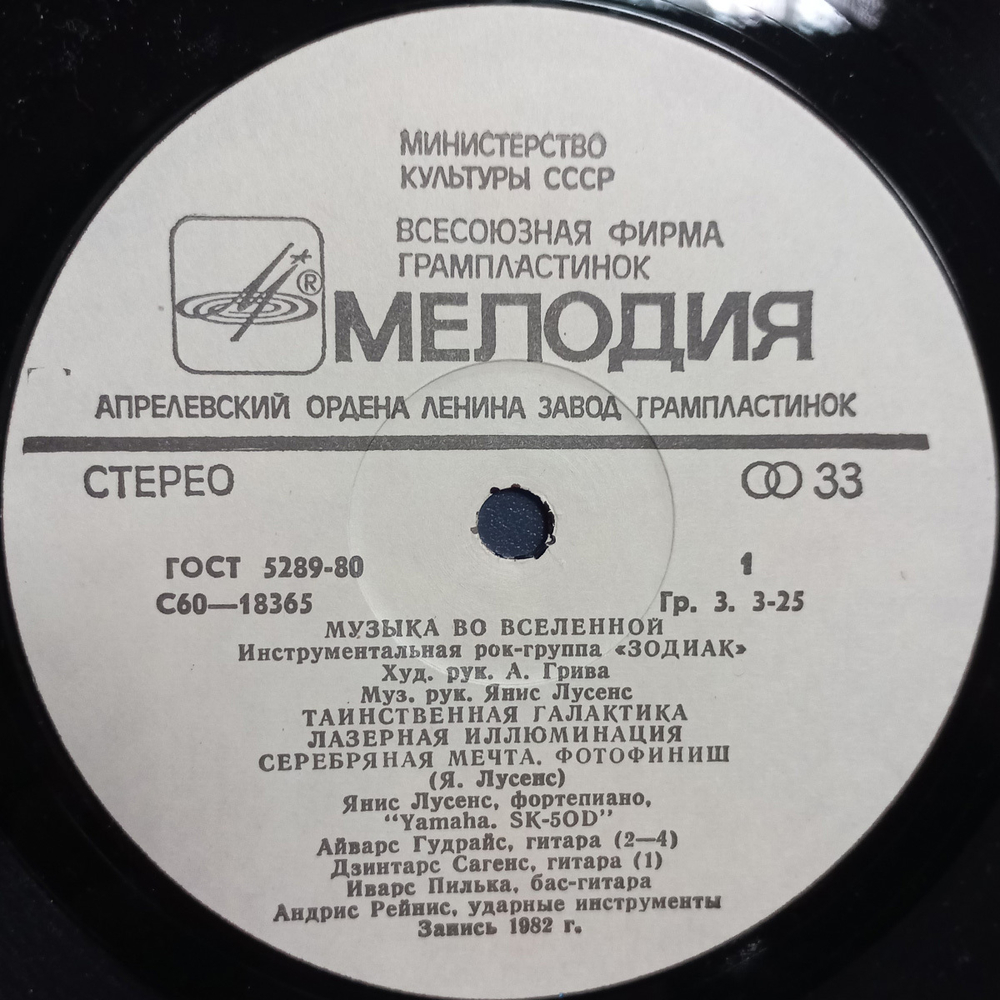 МИНИСТЕРСТВО
КУЛЬТУРЫ СССР
ВСЕСОЮЗНАЯ ФИРМА
ГРАМПЛАСТИНОК
®
МЕЛОДИЯ
АПРЕЛЕВСКИЙ ОРДЕНА ЛЕНИНА ЗАВОД ГРАМПЛАСТИНОК
СТЕРЕО 33
ГОСТ 5289-80 1
С60—18365 Гр. 3. 3-25
МУЗЫКА ВО ВСЕЛЕННОЙ
Инструментальная рок-группа «ЗОДИАК»
Худ. рук. А. Грива
Муз. рук. Янис Лусенс
ТАИНСТВЕННАЯ ГАЛАКТИКА
ЛАЗЕРНАЯ ИЛЛЮМИНАЦИЯ
СЕРЕБРЯНАЯ МЕЧТА. ФОТОФИНИШ
(Я. Лусенс)
Янис Лусенс, фортепиано,
“Yamaha. SK-50D”
Айварс Гудрайс, гитара (2—4)
Дзинтарс Сагенс, гитара (1)
Иварс Пилька, бас-гитара
Андрис Рейнис, ударные инструменты
Запись 1982 г.